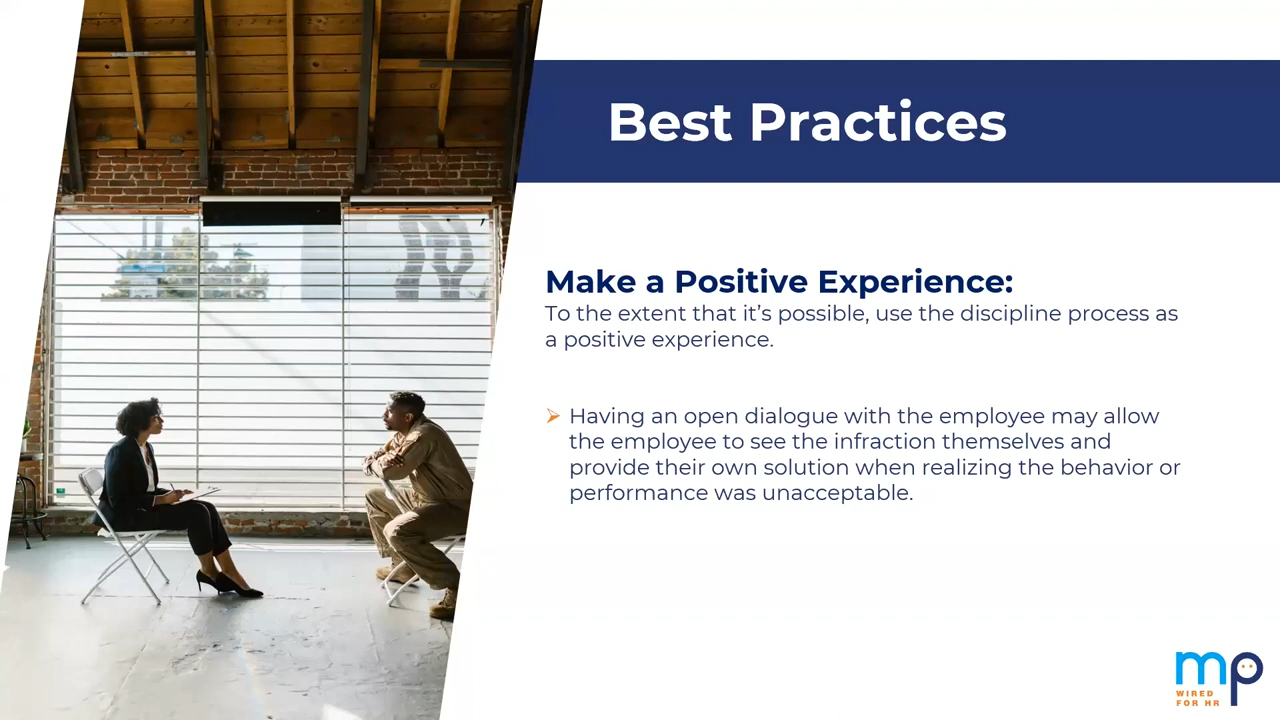 Best Practices
Make a Positive Experience:
To the extent that it’s possible, use the discipline process as
a positive experience.
Having an open dialogue with the employee may allow
the employee to see the infraction themselves and
provide their own solution when realizing the behavior or
performance was unacceptable.
mp
WIRED
FOR HR